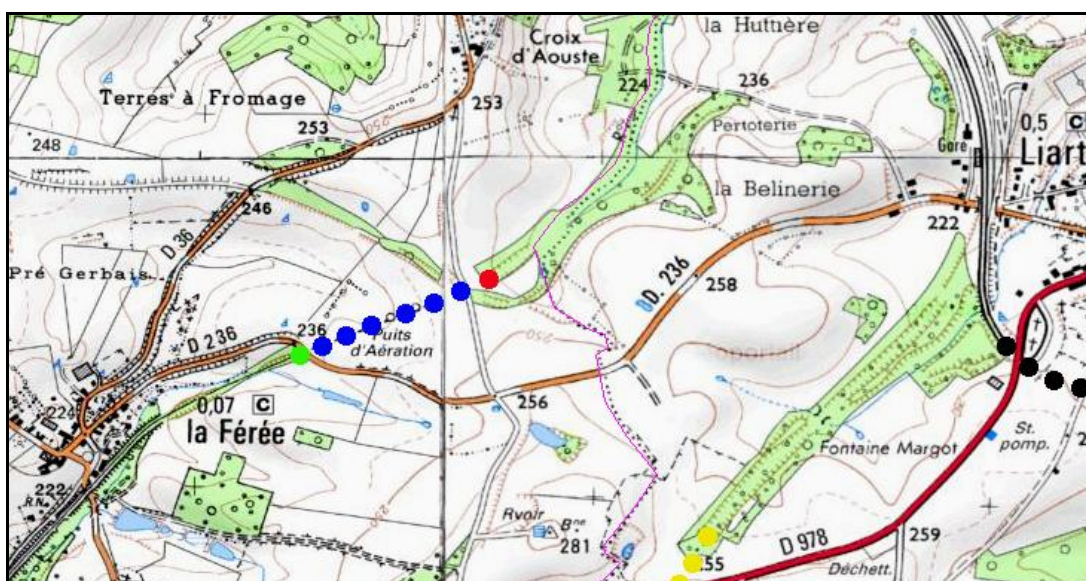 la Huttière
Croix
d'Aouste
224
236
253
Terres à Fromage
253
Pertoterie
Gare
0,5 C
Liart
248
la Belinerie
246
222
D 36
Pré Gerbais
D. 236
258
D 236
236
Puits
d'Aération
256
0,07 C
la Férée
224
Fontaine Margot
St.
pomp.
222
RN
Rvoir
Bne
281
D 978
259
255
Déchett.